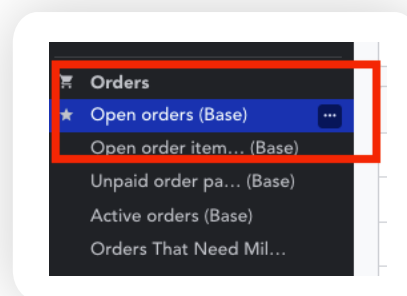 Orders
Open orders (Base)
Open order item... (Base)
Unpaid order pa... (Base)
Active orders (Base)
Orders That Need Mil...